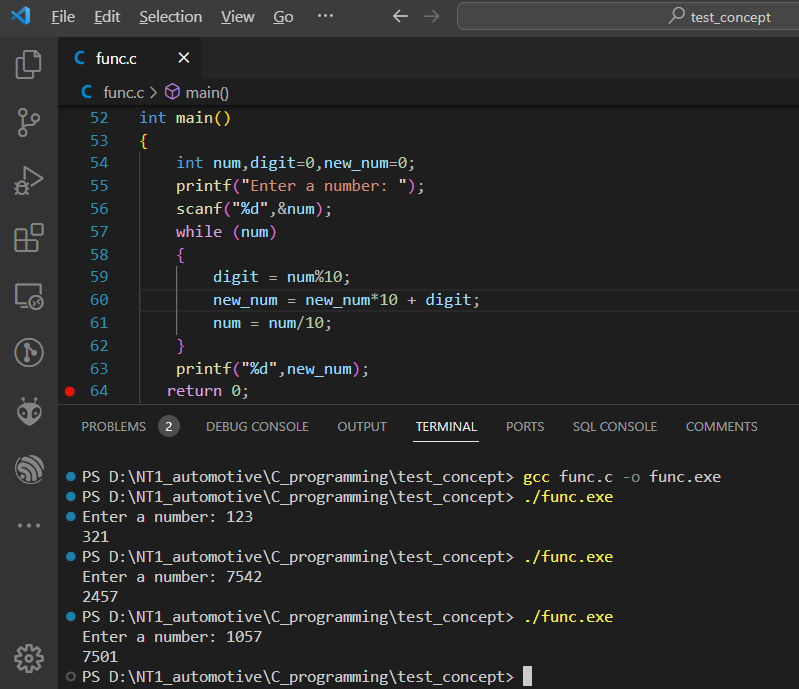 File Edit Selection View Go ··· test_concept
C func.c ×
C func.c > main()
52 int main()
53 {
54 int num,digit=0,new_num=0;
55 printf("Enter a number: ");
56 scanf("%d",&num);
57 while (num)
58 {
59 digit = num%10;
60 new_num = new_num*10 + digit;
61 num = num/10;
62 }
63 printf("%d",new_num);
64 return 0;
PROBLEMS 2 DEBUG CONSOLE OUTPUT TERMINAL PORTS SQL CONSOLE COMMENTS
PS D:\NT1_automotive\C_programming\test_concept> gcc func.c -o func.exe
PS D:\NT1_automotive\C_programming\test_concept> ./func.exe
Enter a number: 123
321
PS D:\NT1_automotive\C_programming\test_concept> ./func.exe
Enter a number: 7542
2457
PS D:\NT1_automotive\C_programming\test_concept> ./func.exe
Enter a number: 1057
7501
PS D:\NT1_automotive\C_programming\test_concept>